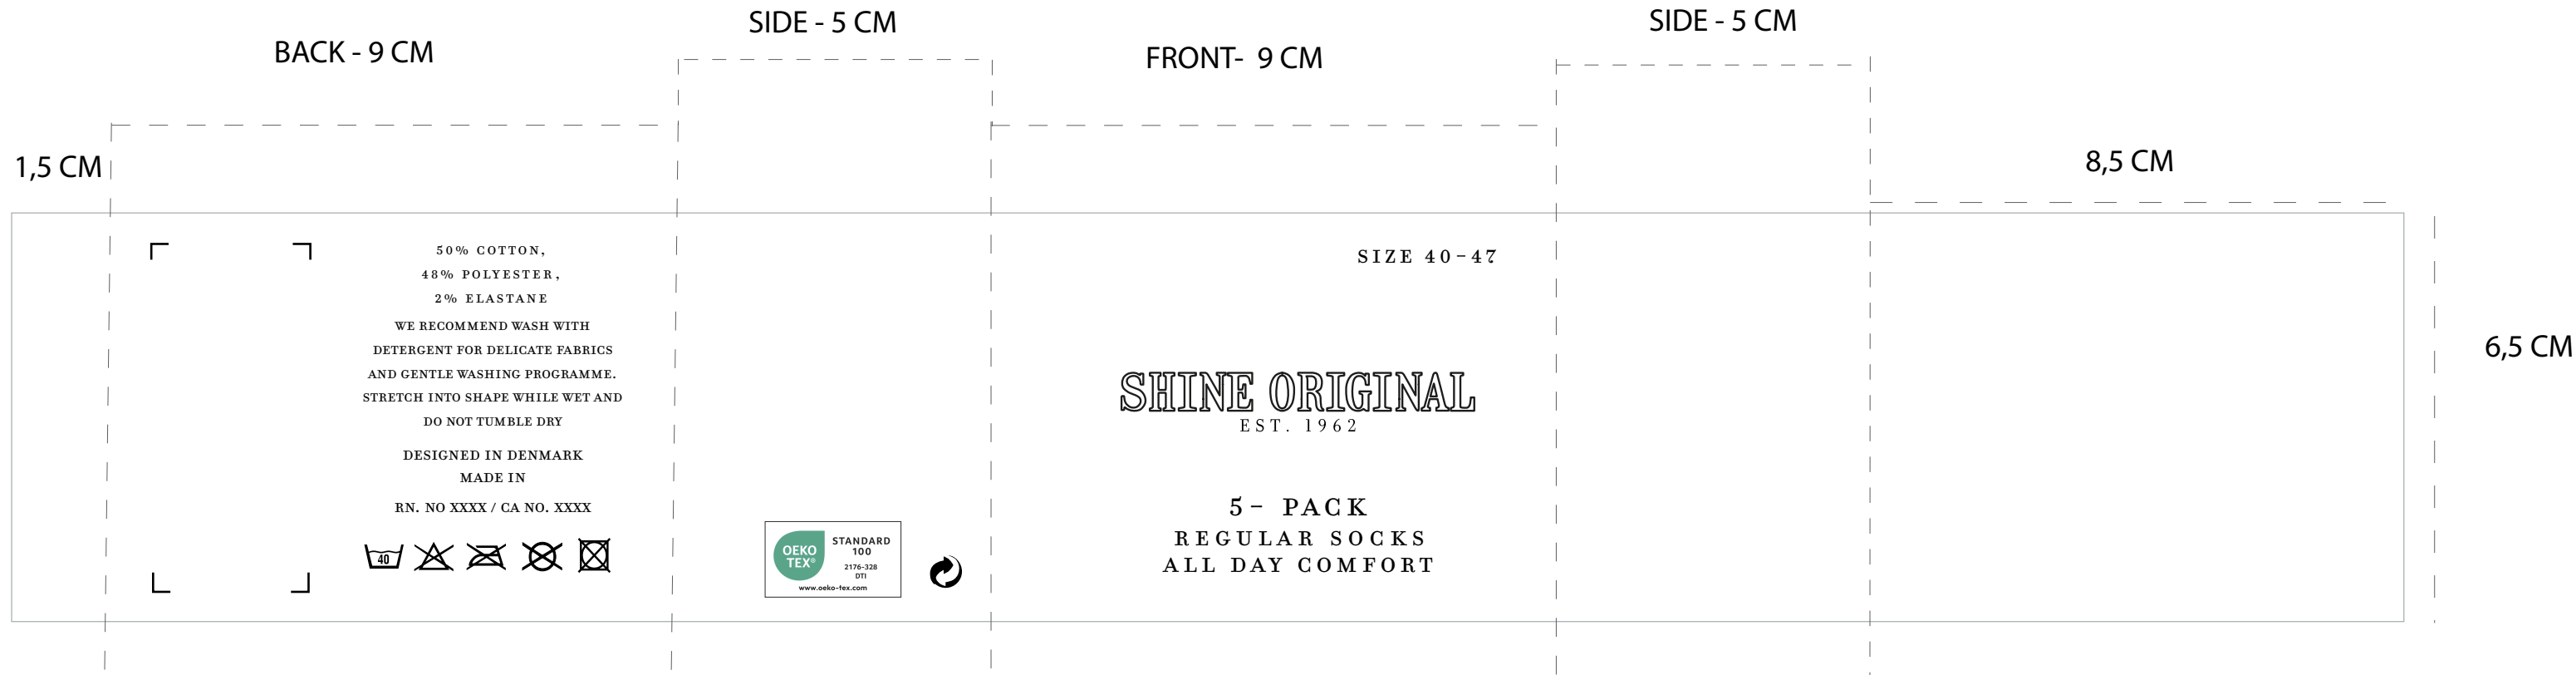 BACK - 9 CM
SIDE - 5 CM
FRONT- 9 CM
SIDE - 5 CM
1,5 CM
8,5 CM
6,5 CM
50% COTTON,
48% POLYESTER,
2% ELASTANE
WE RECOMMEND WASH WITH
DETERGENT FOR DELICATE FABRICS
AND GENTLE WASHING PROGRAMME.
STRETCH INTO SHAPE WHILE WET AND
DO NOT TUMBLE DRY
DESIGNED IN DENMARK
MADE IN
RN. NO XXXX / CA NO. XXXX
40
OEKO
TEX®
STANDARD
100
2176-328
DTI
www.oeko-tex.com
SIZE 40-47
SHINE ORIGINAL
EST. 1962
5- PACK
REGULAR SOCKS
ALL DAY COMFORT